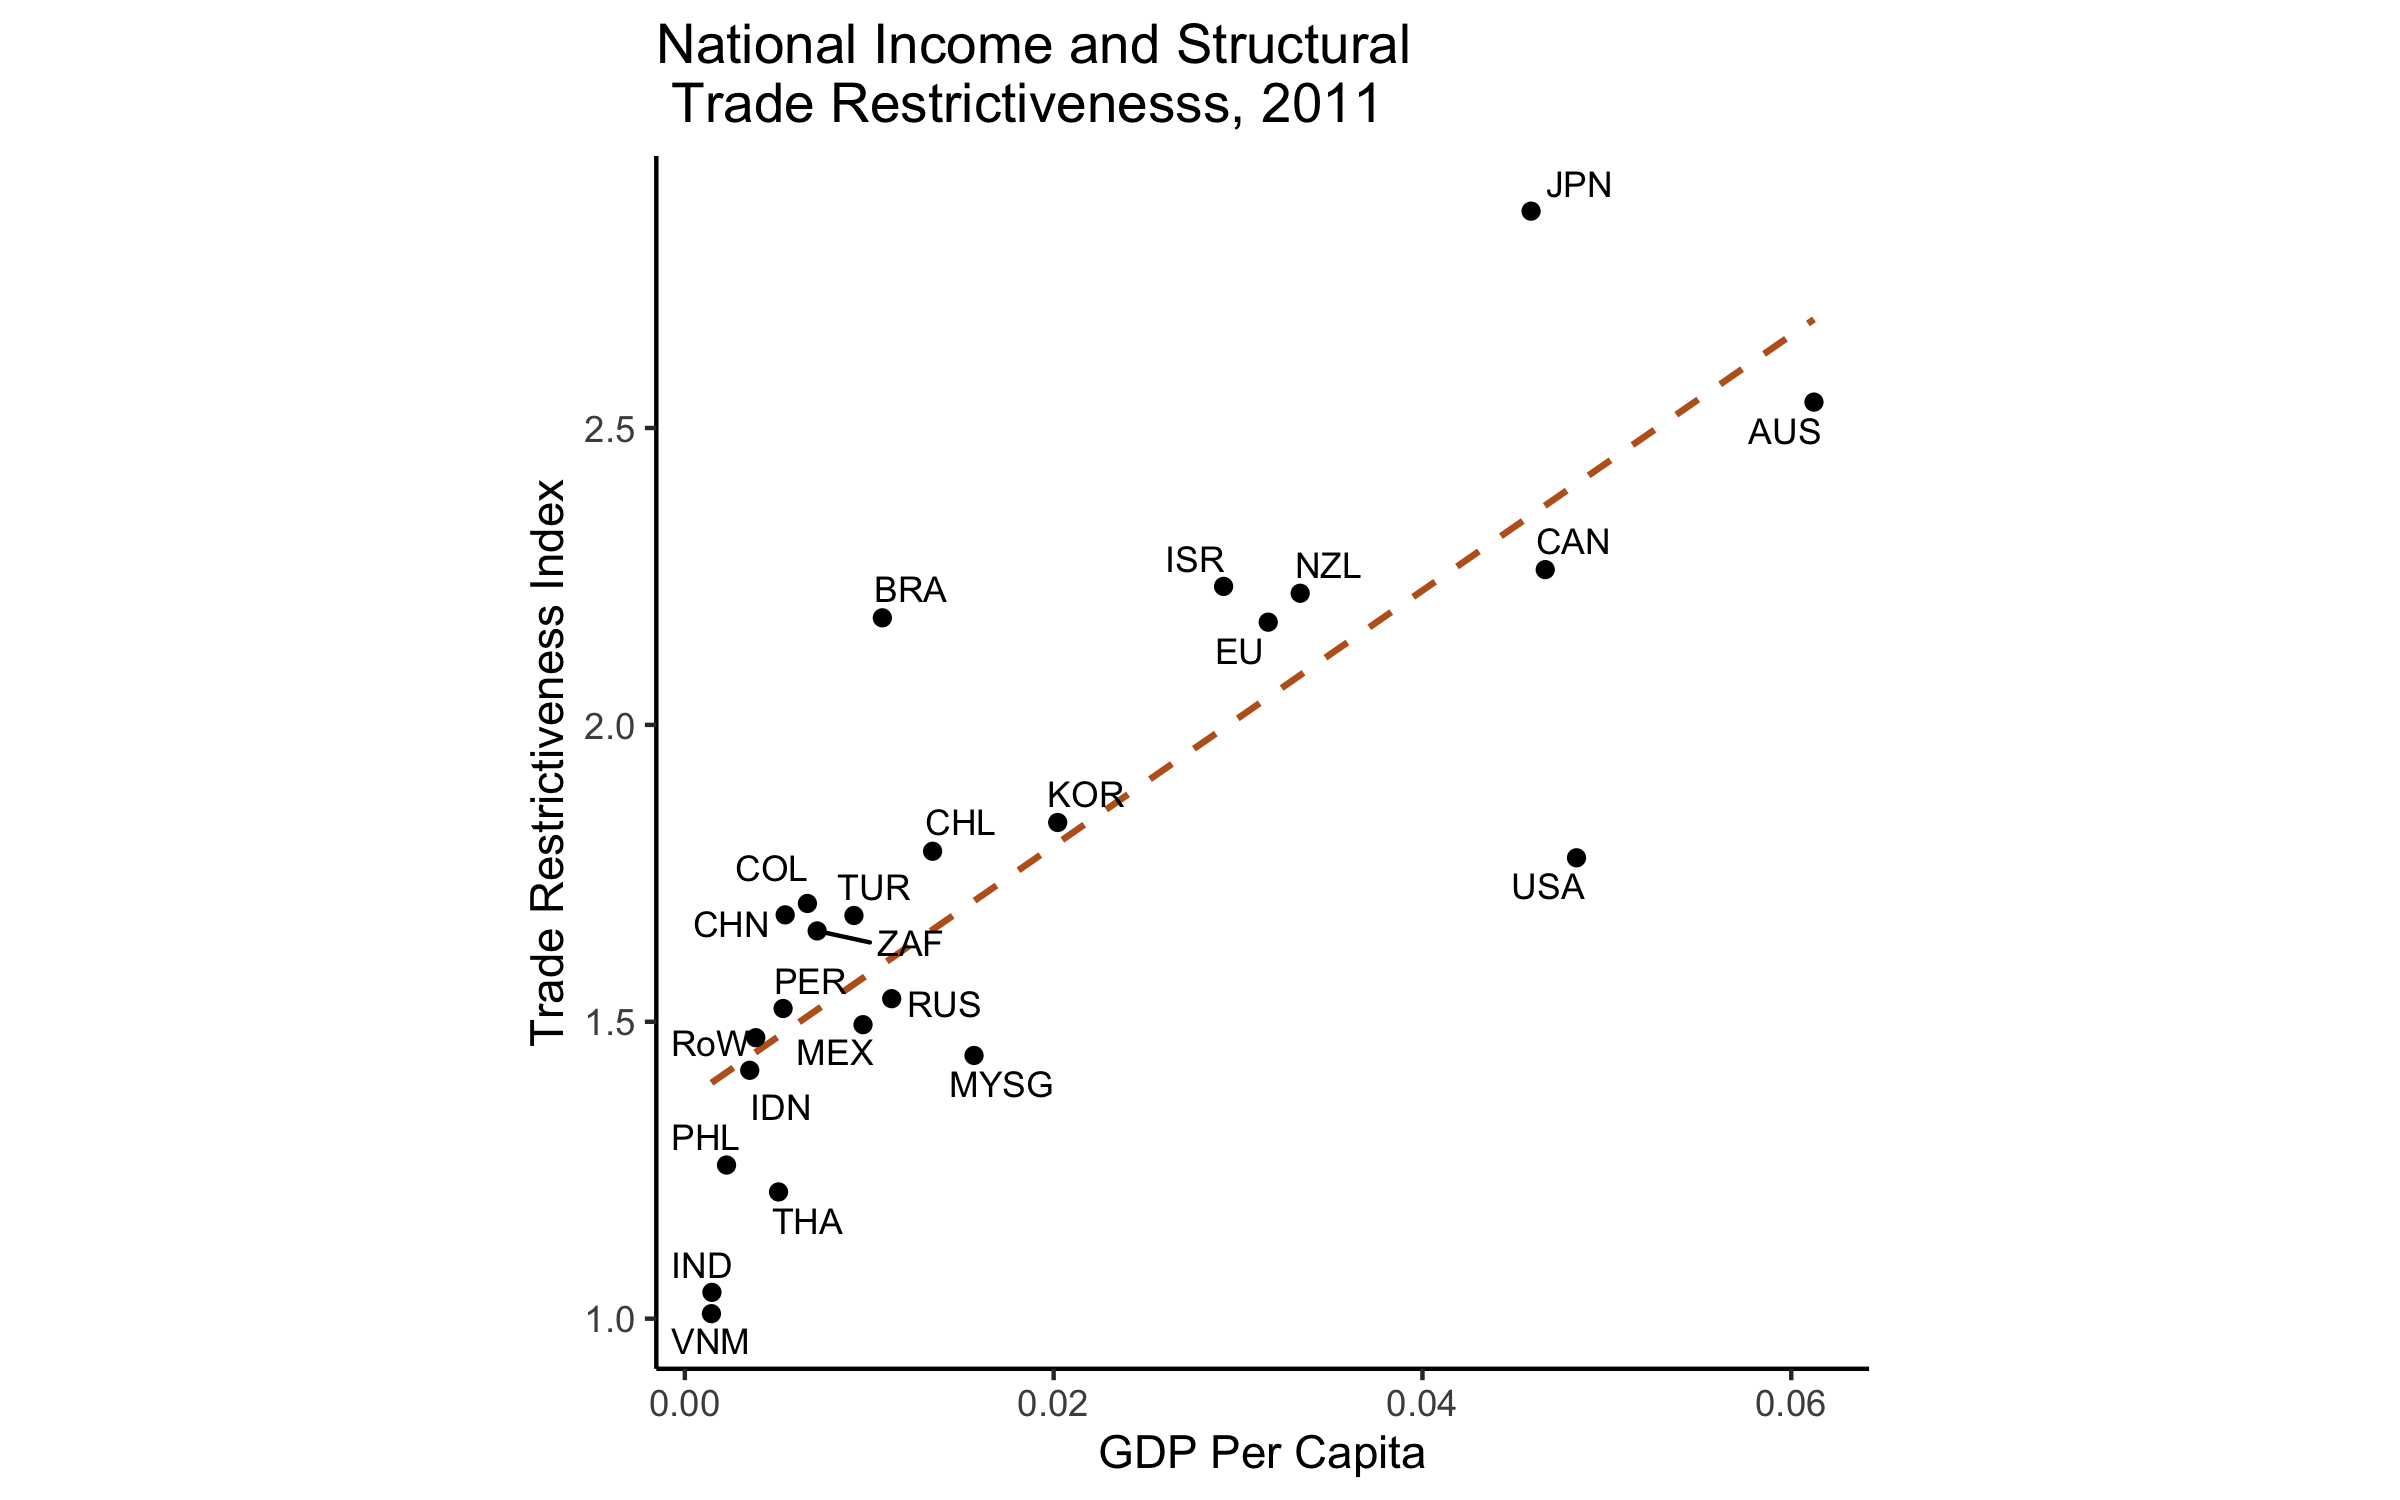 National Income and Structural
Trade Restrictivenesss, 2011
JPN
2.5
AUS
CAN
ISR
NZL
BRA
EU
2.0
KOR
CHL
COL
TUR
USA
CHN
ZAF
PER
RUS
1.5
RoW
MEX
MYSG
IDN
PHL
THA
IND
1.0
VNM
0.00 0.02 0.04 0.06
GDP Per Capita
Trade Restrictiveness Index